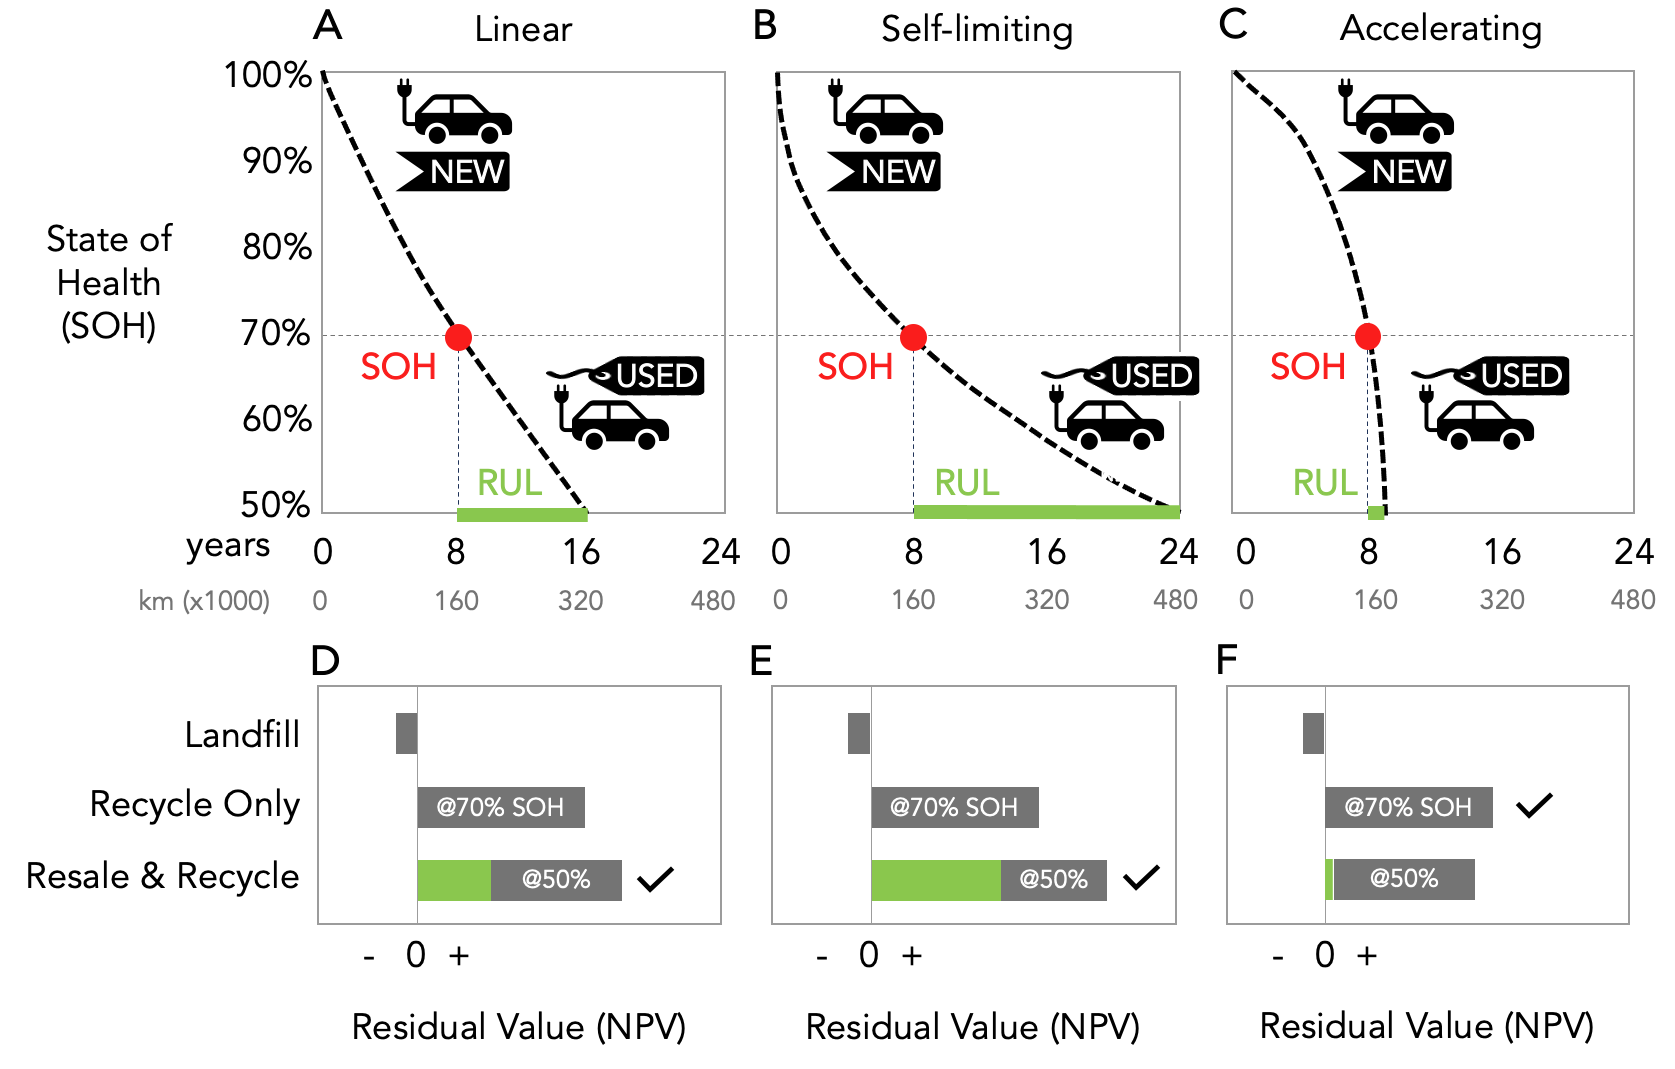 A Linear
B Self-limiting
C Accelerating
100%
90%
80%
70%
60%
50%
State of
Health
(SOH)
NEW
SOH
USED
RUL
NEW
SOH
USED
RUL
NEW
SOH
USED
RUL
years 0 8 16 24 0 8 16 24 0 8 16 24
km (x1000) 0 160 320 480 0 160 320 480 0 160 320 480
D
E
F
Landfill
Recycle Only @70% SOH @70% SOH @70% SOH
Resale & Recycle @50% @50% @50%
- 0 + - 0 + - 0 +
Residual Value (NPV) Residual Value (NPV) Residual Value (NPV)